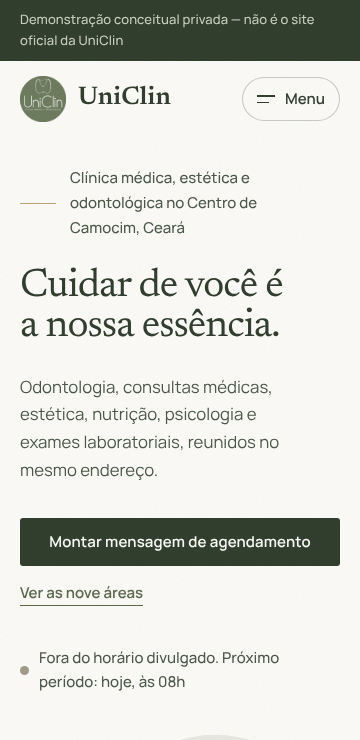 Demonstração conceitual privada — não é o site
oficial da UniClin
UniClin
UniClin
Menu
Clínica médica, estética e
odontológica no Centro de
Camocim, Ceará
Cuidar de você é
a nossa essência.
Odontologia, consultas médicas,
estética, nutrição, psicologia e
exames laboratoriais, reunidos no
mesmo endereço.
Montar mensagem de agendamento
Ver as nove áreas
Fora do horário divulgado. Próximo
período: hoje, às 08h